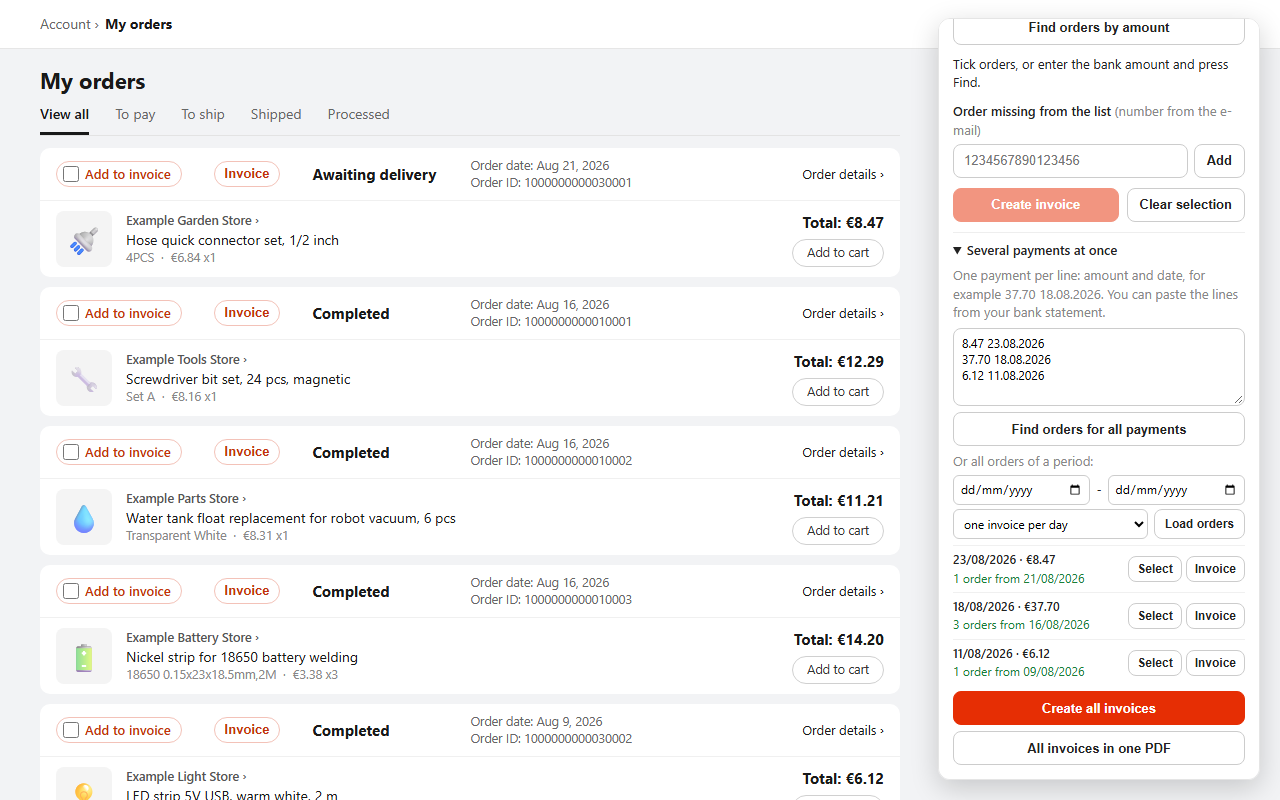 Account › My orders
My orders
View all To pay To ship Shipped Processed
Add to invoice Invoice Awaiting delivery Order date: Aug 21, 2026
Order ID: 1000000000030001 Order details ›
Example Garden Store ›
Hose quick connector set, 1/2 inch
4PCS · €6.84 x1
Total: €8.47
Add to cart
Add to invoice Invoice Completed Order date: Aug 16, 2026
Order ID: 1000000000010001 Order details ›
Example Tools Store ›
Screwdriver bit set, 24 pcs, magnetic
Set A · €8.16 x1
Total: €12.29
Add to cart
Add to invoice Invoice Completed Order date: Aug 16, 2026
Order ID: 1000000000010002 Order details ›
Example Parts Store ›
Water tank float replacement for robot vacuum, 6 pcs
Transparent White · €8.31 x1
Total: €11.21
Add to cart
Add to invoice Invoice Completed Order date: Aug 16, 2026
Order ID: 1000000000010003 Order details ›
Example Battery Store ›
Nickel strip for 18650 battery welding
18650 0.15x23x18.5mm,2M · €3.38 x3
Total: €14.20
Add to cart
Add to invoice Invoice Completed Order date: Aug 9, 2026
Order ID: 1000000000030002 Order details ›
Example Light Store ›
LED strip 5V USB, warm white, 2 m
Total: €6.12
Find orders by amount
Tick orders, or enter the bank amount and press
Find.
Order missing from the list (number from the e-
mail)
1234567890123456 Add
Create invoice Clear selection
▼ Several payments at once
One payment per line: amount and date, for
example 37.70 18.08.2026. You can paste the lines
from your bank statement.
8.47 23.08.2026
37.70 18.08.2026
6.12 11.08.2026
Find orders for all payments
Or all orders of a period:
dd/mm/yyyy - dd/mm/yyyy
one invoice per day Load orders
23/08/2026 · €8.47
1 order from 21/08/2026
Select Invoice
18/08/2026 · €37.70
3 orders from 16/08/2026
Select Invoice
11/08/2026 · €6.12
1 order from 09/08/2026
Select Invoice
Create all invoices
All invoices in one PDF